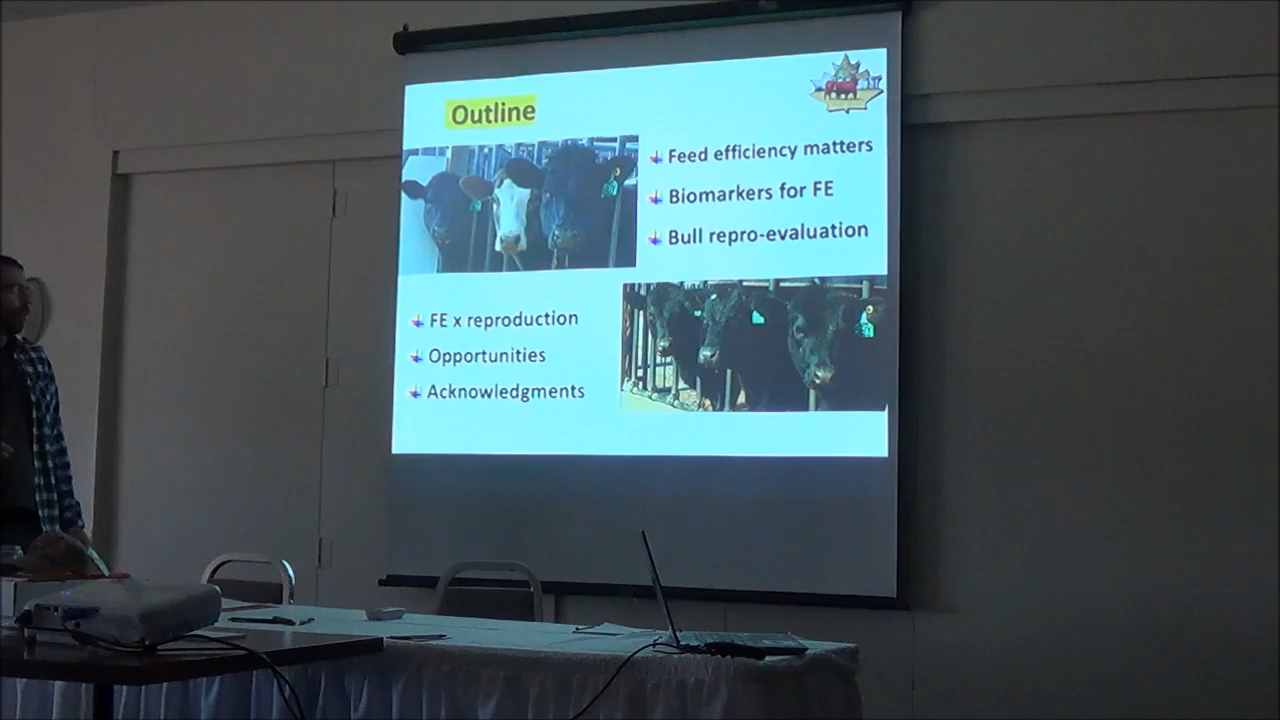 Outline
Feed efficiency matters
Biomarkers for FE
Bull repro-evaluation
FE x reproduction
Opportunities
Acknowledgments